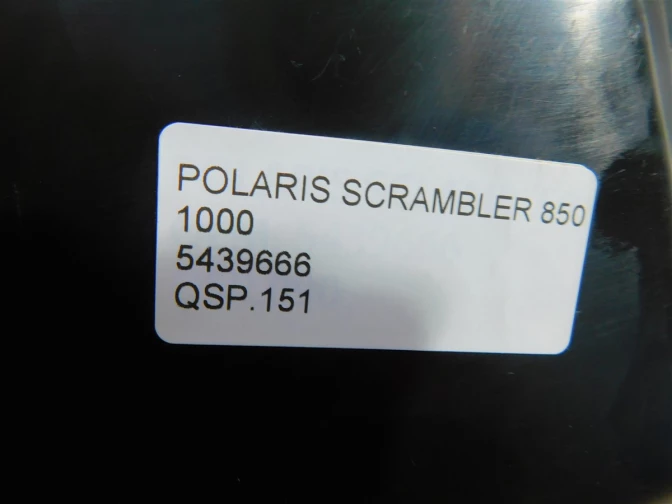 POLARIS SCRAMBLER 850
1000
5439666
QSP.151